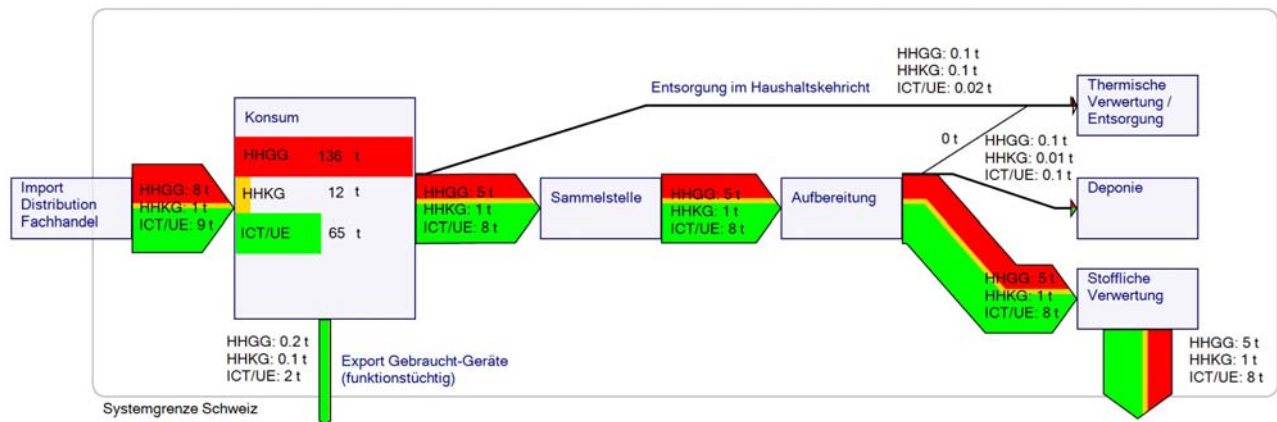 HHGG: 0.1 t
HHKG: 0.1 t
ICT/UE: 0.02 t
Entsorgung im Haushaltskehricht
Thermische
Verwertung /
Entsorgung
Konsum
HHGG 136 t
HHKG 12 t
ICT/UE 65 t
Import
Distribution
Fachhandel
HHGG: 8 t
HHKG: 1 t
ICT/UE: 9 t
HHGG: 5 t
HHKG: 1 t
ICT/UE: 8 t
Sammelstelle
HHGG: 5 t
HHKG: 1 t
ICT/UE: 8 t
Aufbereitung
0 t
HHGG: 0.1 t
HHKG: 0.01 t
ICT/UE: 0.1 t
Deponie
HHGG: 5 t
HHKG: 1 t
ICT/UE: 8 t
Stoffliche
Verwertung
HHGG: 0.2 t
HHKG: 0.1 t
ICT/UE: 2 t
Export Gebraucht-Geräte
(funktionstüchtig)
HHGG: 5 t
HHKG: 1 t
ICT/UE: 8 t
Systemgrenze Schweiz